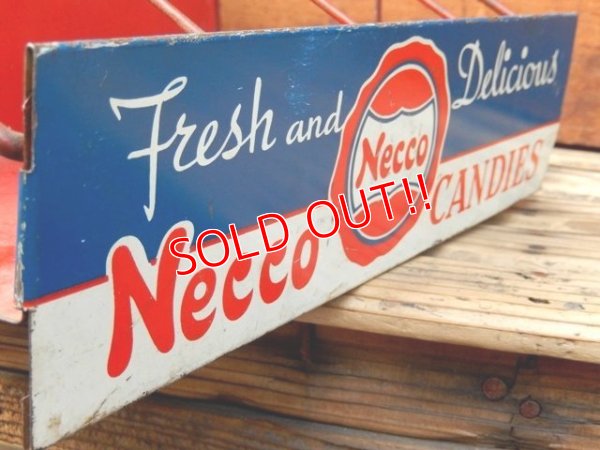 Fresh and Delicious
Necco
Necco CANDIES
SOLD OUT!!